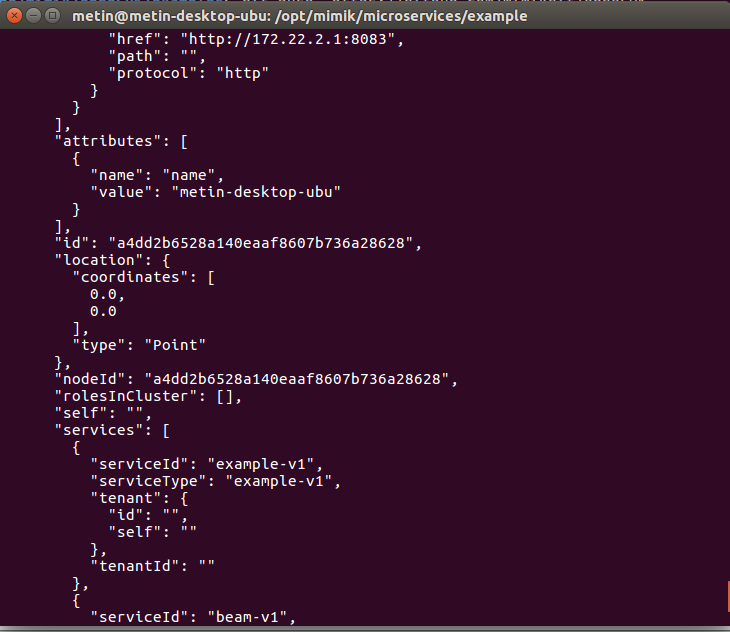 metin@metin-desktop-ubu: /opt/mimik/microservices/example
"href": "http://172.22.2.1:8083",
"path": "",
"protocol": "http"
}
}
],
"attributes": [
{
"name": "name",
"value": "metin-desktop-ubu"
}
],
"id": "a4dd2b6528a140eaaf8607b736a28628",
"location": {
"coordinates": [
0.0,
0.0
],
"type": "Point"
},
"nodeId": "a4dd2b6528a140eaaf8607b736a28628",
"rolesInCluster": [],
"self": "",
"services": [
{
"serviceId": "example-v1",
"serviceType": "example-v1",
"tenant": {
"id": "",
"self": ""
},
"tenantId": ""
},
{
"serviceId": "beam-v1",